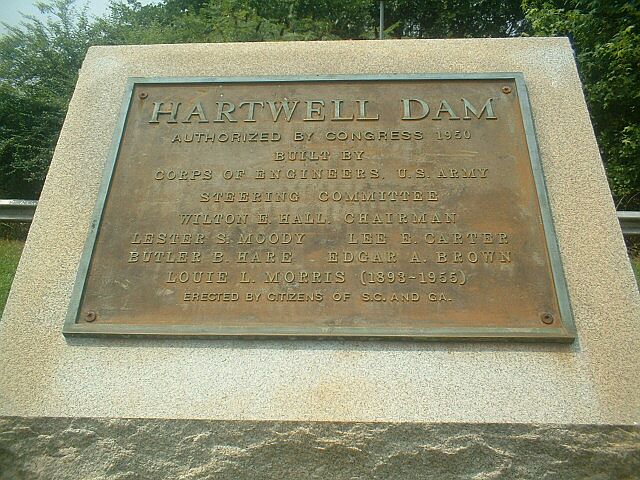 HARTWELL DAM
AUTHORIZED BY CONGRESS 1950
BUILT BY
CORPS OF ENGINEERS, U.S. ARMY
STEERING COMMITTEE
WILTON E. HALL, CHAIRMAN
LESTER S. MOODY LEE E. CARTER
BUTLER B. HARE - EDGAR A. BROWN
LOUIE L. MORRIS (1893-1955)
ERECTED BY CITIZENS OF S.C. AND GA.